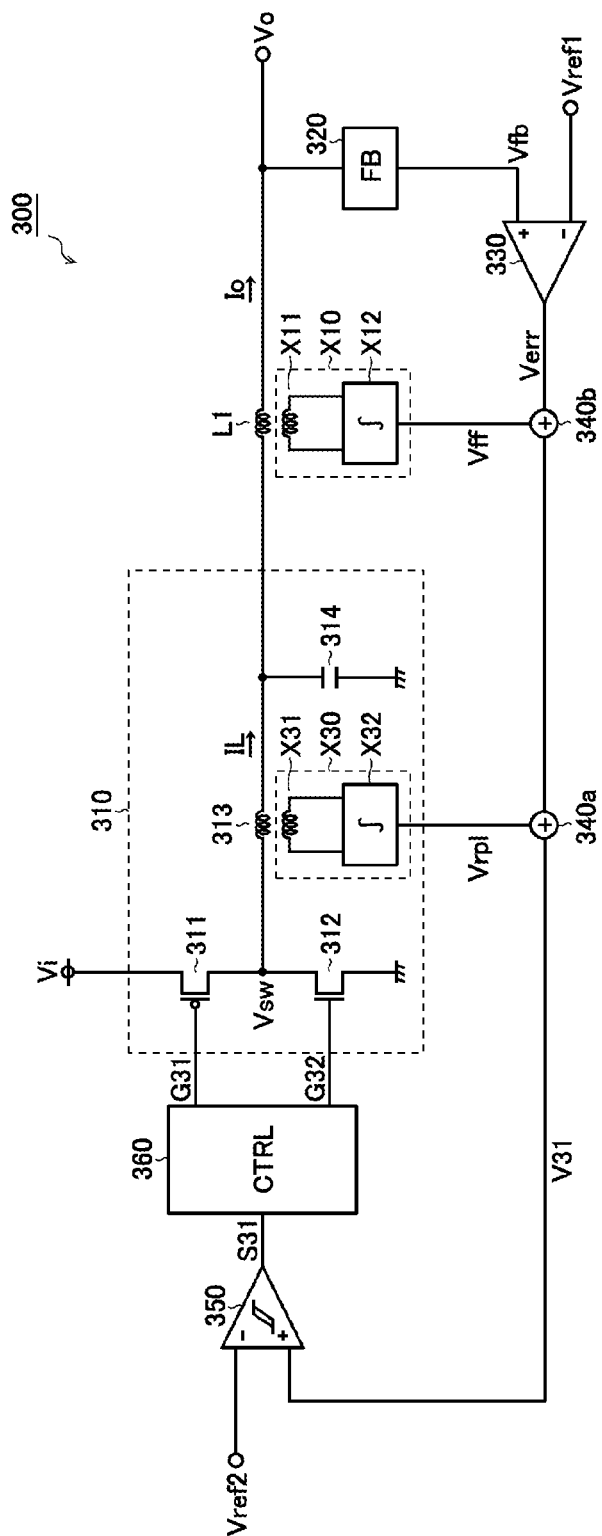 300
Vi
310
311
G31
360
CTRL
G32
Vsw
312
S31
350
-
+
Vref2
313
IL
X31
X30
X32
∫
314
Vrpl
340a
+
V31
L1
Io
X11
X10
X12
∫
Vff
340b
+
Verr
Vo
320
FB
Vfb
330
+
-
Vref1